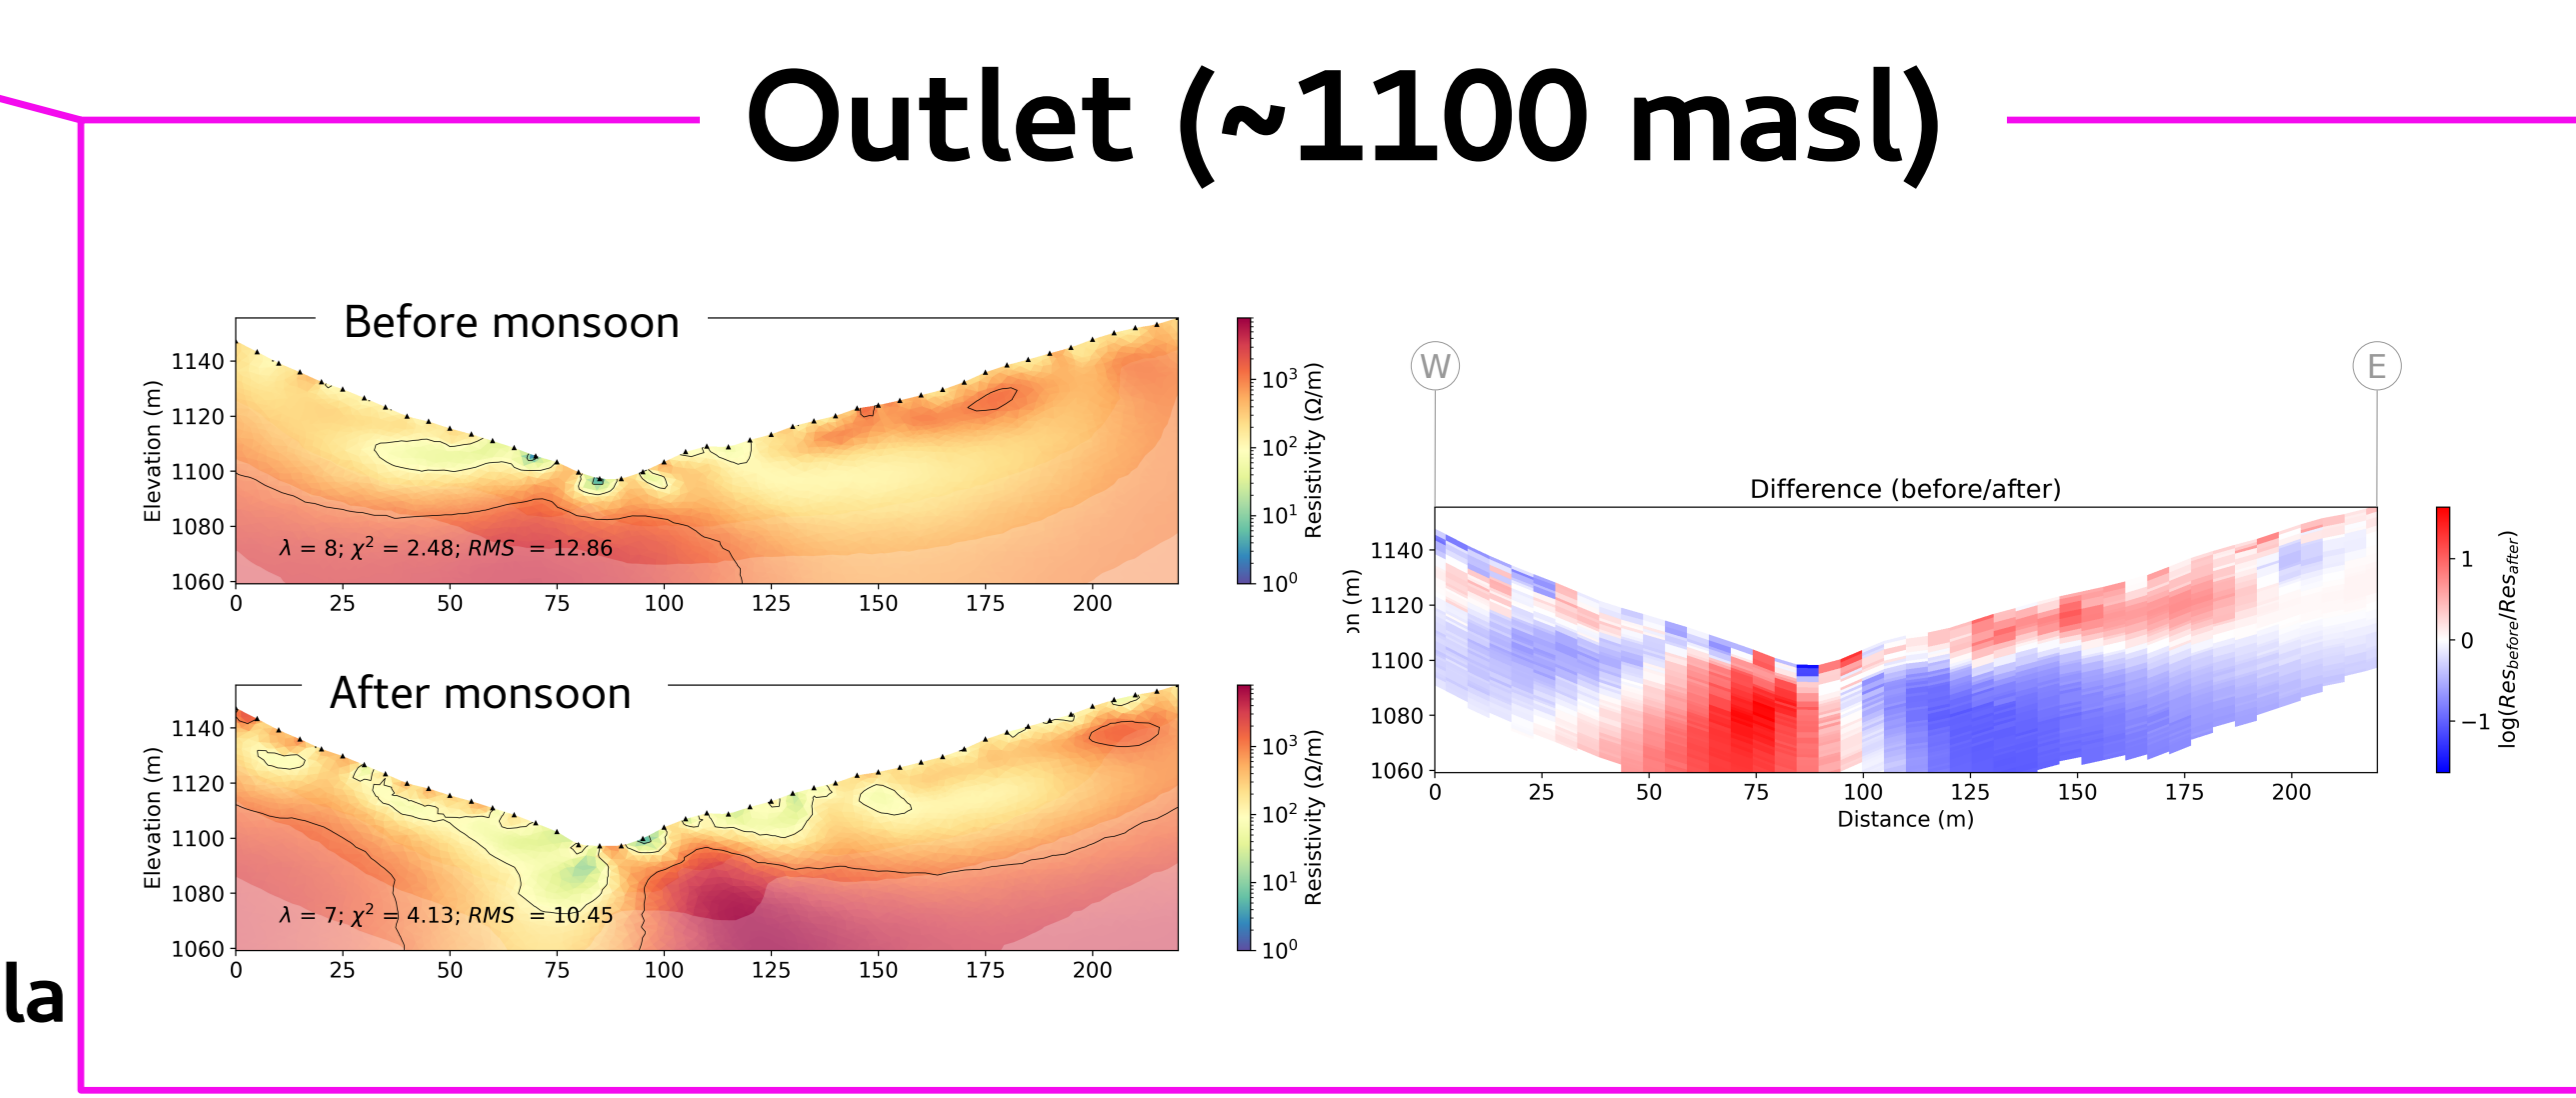 Outlet (~1100 masl)
Before monsoon
1140
1120
1100
1080
1060
Elevation (m)
λ = 8; χ² = 2.48; RMS = 12.86
0 25 50 75 100 125 150 175 200
10³
10²
10¹
10⁰
Resistivity (Ω/m)
After monsoon
1140
1120
1100
1080
1060
Elevation (m)
λ = 7; χ² = 4.13; RMS = 10.45
0 25 50 75 100 125 150 175 200
10³
10²
10¹
10⁰
Resistivity (Ω/m)
W
E
Difference (before/after)
1140
1120
1100
1080
1060
on (m)
0 25 50 75 100 125 150 175 200
Distance (m)
1
0
−1
log(Res_before/Res_after)
la